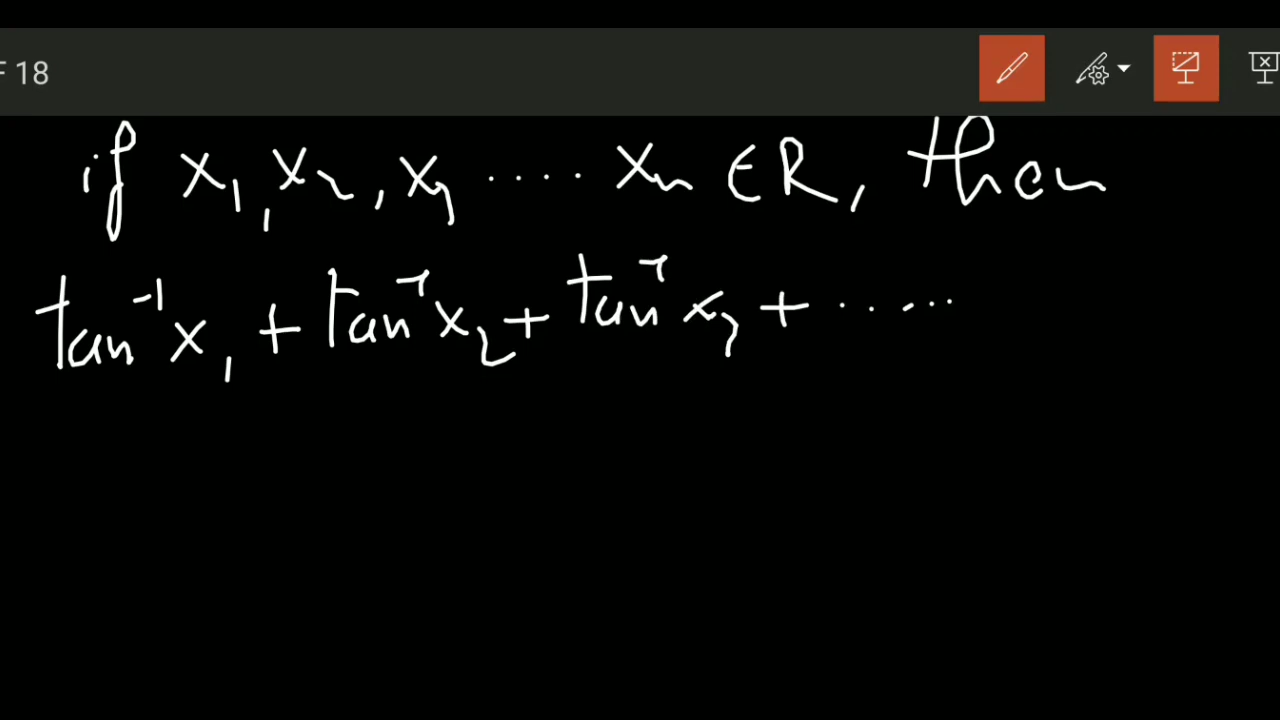 F 18
if x₁, x₂, x₃ ..... xₙ ∈ R, then
tan⁻¹x₁ + tan⁻¹x₂ + tan⁻¹x₃ + .....